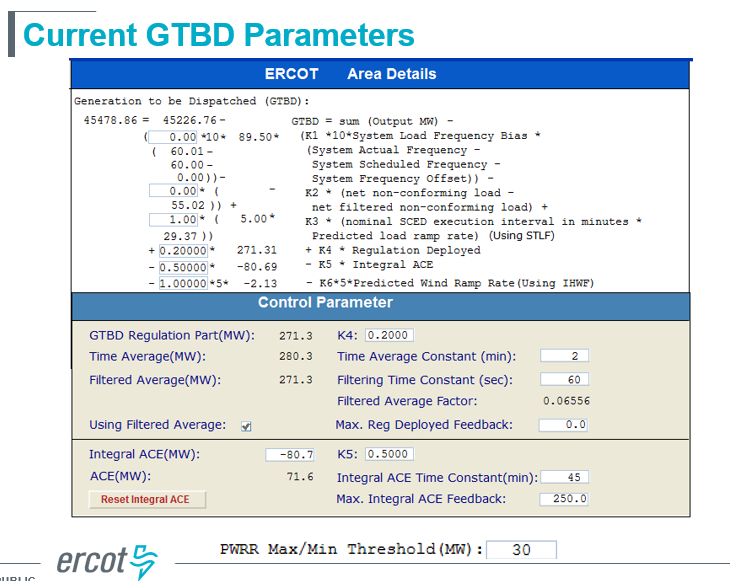 Current GTBD Parameters
ERCOT Area Details
Generation to be Dispatched (GTBD):
45478.86 = 45226.76 - GTBD = sum (Output MW) -
( 0.00 *10* 89.50* (K1 *10*System Load Frequency Bias *
( 60.01 - (System Actual Frequency -
60.00 - System Scheduled Frequency -
0.00)) - System Frequency Offset)) -
0.00 * ( - K2 * (net non-conforming load -
55.02 )) + net filtered non-conforming load) +
1.00 * ( 5.00 * K3 * (nominal SCED execution interval in minutes *
29.37 )) Predicted load ramp rate) (Using STLF)
+ 0.20000 * 271.31 + K4 * Regulation Deployed
- 0.50000 * -80.69 - K5 * Integral ACE
- 1.00000 *5* -2.13 - K6*5*Predicted Wind Ramp Rate(Using IHWF)
Control Parameter
GTBD Regulation Part(MW): 271.3 K4: 0.2000
Time Average(MW): 280.3 Time Average Constant (min): 2
Filtered Average(MW): 271.3 Filtering Time Constant (sec): 60
Filtered Average Factor: 0.06556
Using Filtered Average: Max. Reg Deployed Feedback: 0.0
Integral ACE(MW): -80.7 K5: 0.5000
ACE(MW): 71.6 Integral ACE Time Constant(min): 45
Reset Integral ACE Max. Integral ACE Feedback: 250.0
PWRR Max/Min Threshold(MW): 30
ercot
PUBLIC